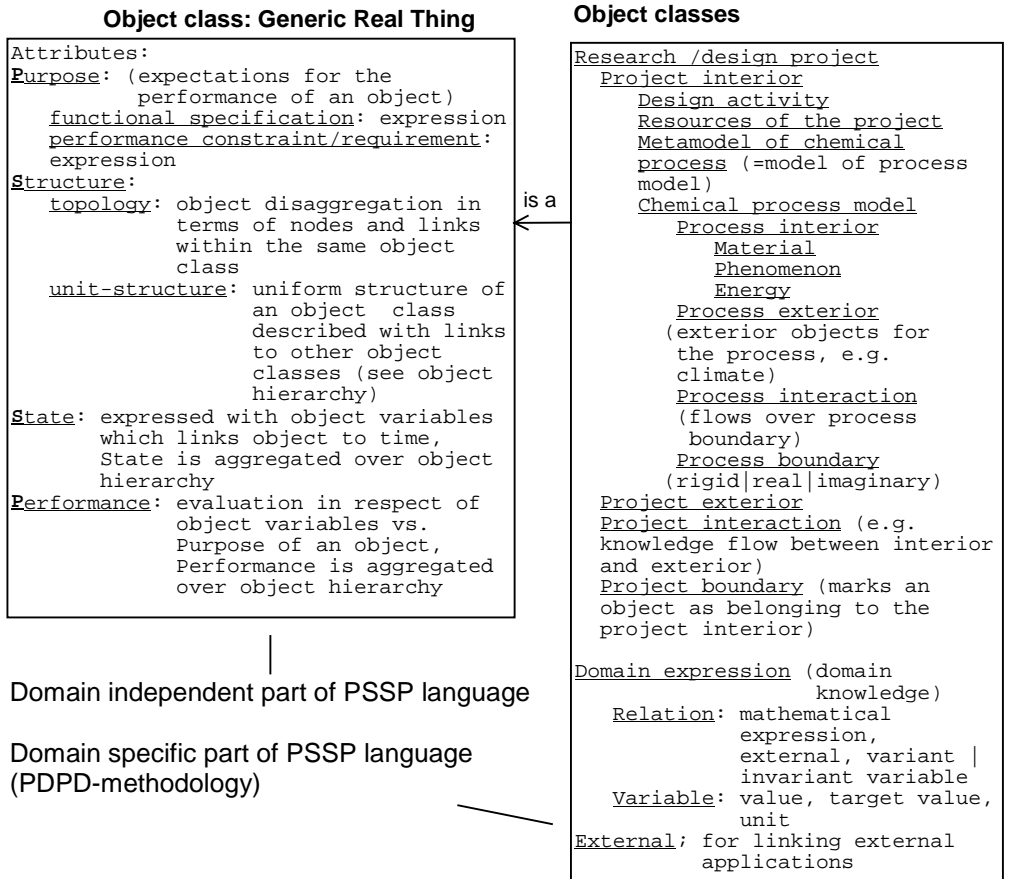 Object class: Generic Real Thing
Attributes:
Purpose: (expectations for the
performance of an object)
functional specification: expression
performance constraint/requirement:
expression
Structure:
topology: object disaggregation in
terms of nodes and links
within the same object
class
unit-structure: uniform structure of
an object class
described with links
to other object
classes (see object
hierarchy)
State: expressed with object variables
which links object to time,
State is aggregated over object
hierarchy
Performance: evaluation in respect of
object variables vs.
Purpose of an object,
Performance is aggregated
over object hierarchy
is a
Object classes
Research /design project
Project interior
Design activity
Resources of the project
Metamodel of chemical
process (=model of process
model)
Chemical process model
Process interior
Material
Phenomenon
Energy
Process exterior
(exterior objects for
the process, e.g.
climate)
Process interaction
(flows over process
boundary)
Process boundary
(rigid|real|imaginary)
Project exterior
Project interaction (e.g.
knowledge flow between interior
and exterior)
Project boundary (marks an
object as belonging to the
project interior)
Domain expression (domain
knowledge)
Relation: mathematical
expression,
external, variant |
invariant variable
Variable: value, target value,
unit
External; for linking external
applications
Domain independent part of PSSP language
Domain specific part of PSSP language
(PDPD-methodology)